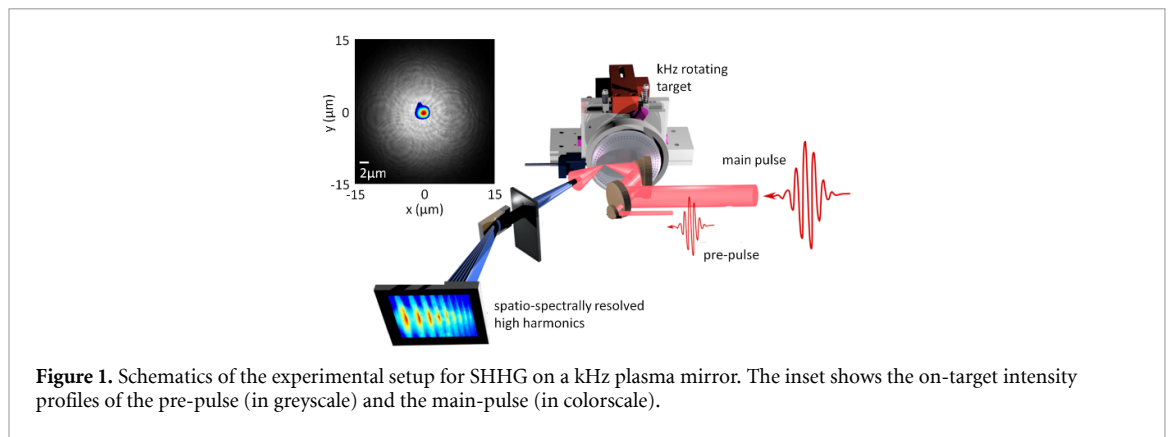 15
0
-15
y (µm)
2µm
-15
0
15
x (µm)
kHz rotating
target
main pulse
pre-pulse
spatio-spectrally resolved
high harmonics
Figure 1. Schematics of the experimental setup for SHHG on a kHz plasma mirror. The inset shows the on-target intensity
profiles of the pre-pulse (in greyscale) and the main-pulse (in colorscale).